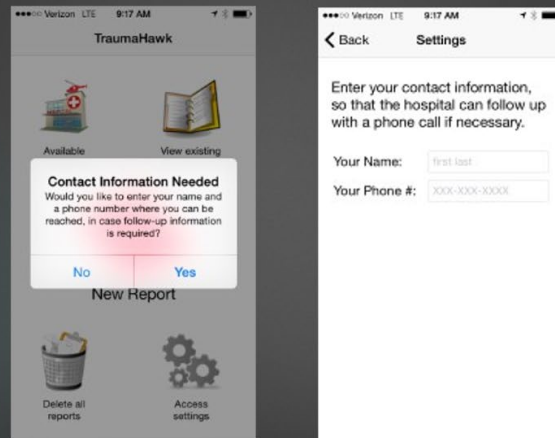 Verizon LTE 9:17 AM
TraumaHawk
Available
View existing
Contact Information Needed
Would you like to enter your name and
a phone number where you can be
reached, in case follow-up information
is required?
No
Yes
New Report
Delete all
reports
Access
settings
Verizon LTE 9:17 AM
Back
Settings
Enter your contact information,
so that the hospital can follow up
with a phone call if necessary.
Your Name: first last
Your Phone #: XXX-XXX-XXXX